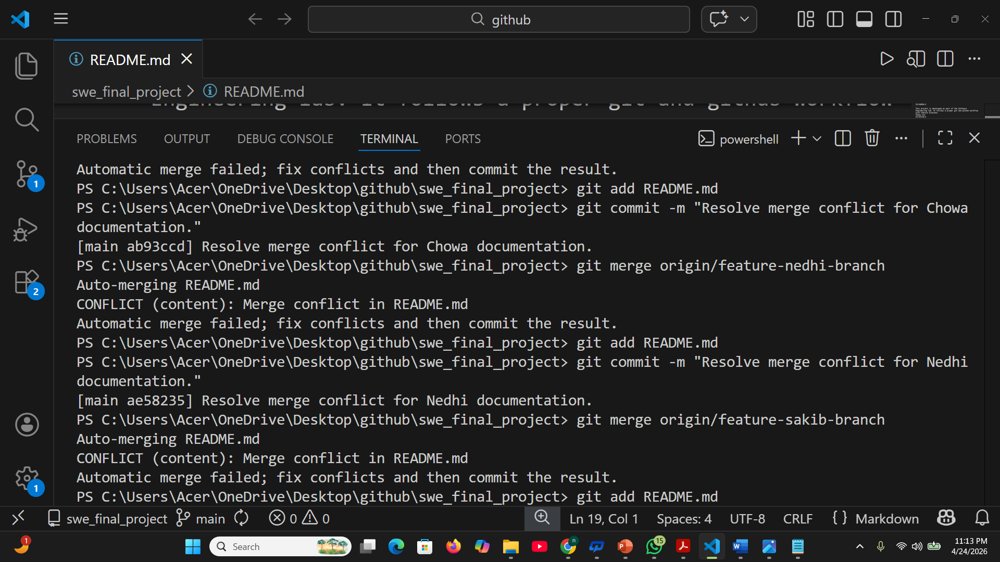 github
README.md
swe_final_project > README.md
Engineering lab. It follows a proper git and github workflow
PROBLEMS OUTPUT DEBUG CONSOLE TERMINAL PORTS powershell
Automatic merge failed; fix conflicts and then commit the result.
PS C:\Users\Acer\OneDrive\Desktop\github\swe_final_project> git add README.md
PS C:\Users\Acer\OneDrive\Desktop\github\swe_final_project> git commit -m "Resolve merge conflict for Chowa
documentation."
[main ab93ccd] Resolve merge conflict for Chowa documentation.
PS C:\Users\Acer\OneDrive\Desktop\github\swe_final_project> git merge origin/feature-nedhi-branch
Auto-merging README.md
CONFLICT (content): Merge conflict in README.md
Automatic merge failed; fix conflicts and then commit the result.
PS C:\Users\Acer\OneDrive\Desktop\github\swe_final_project> git add README.md
PS C:\Users\Acer\OneDrive\Desktop\github\swe_final_project> git commit -m "Resolve merge conflict for Nedhi
documentation."
[main ae58235] Resolve merge conflict for Nedhi documentation.
PS C:\Users\Acer\OneDrive\Desktop\github\swe_final_project> git merge origin/feature-sakib-branch
Auto-merging README.md
CONFLICT (content): Merge conflict in README.md
Automatic merge failed; fix conflicts and then commit the result.
PS C:\Users\Acer\OneDrive\Desktop\github\swe_final_project> git add README.md
1
2
1
swe_final_project main 0 0 Ln 19, Col 1 Spaces: 4 UTF-8 CRLF { } Markdown
1
Search
n
15
11:13 PM
4/24/2026